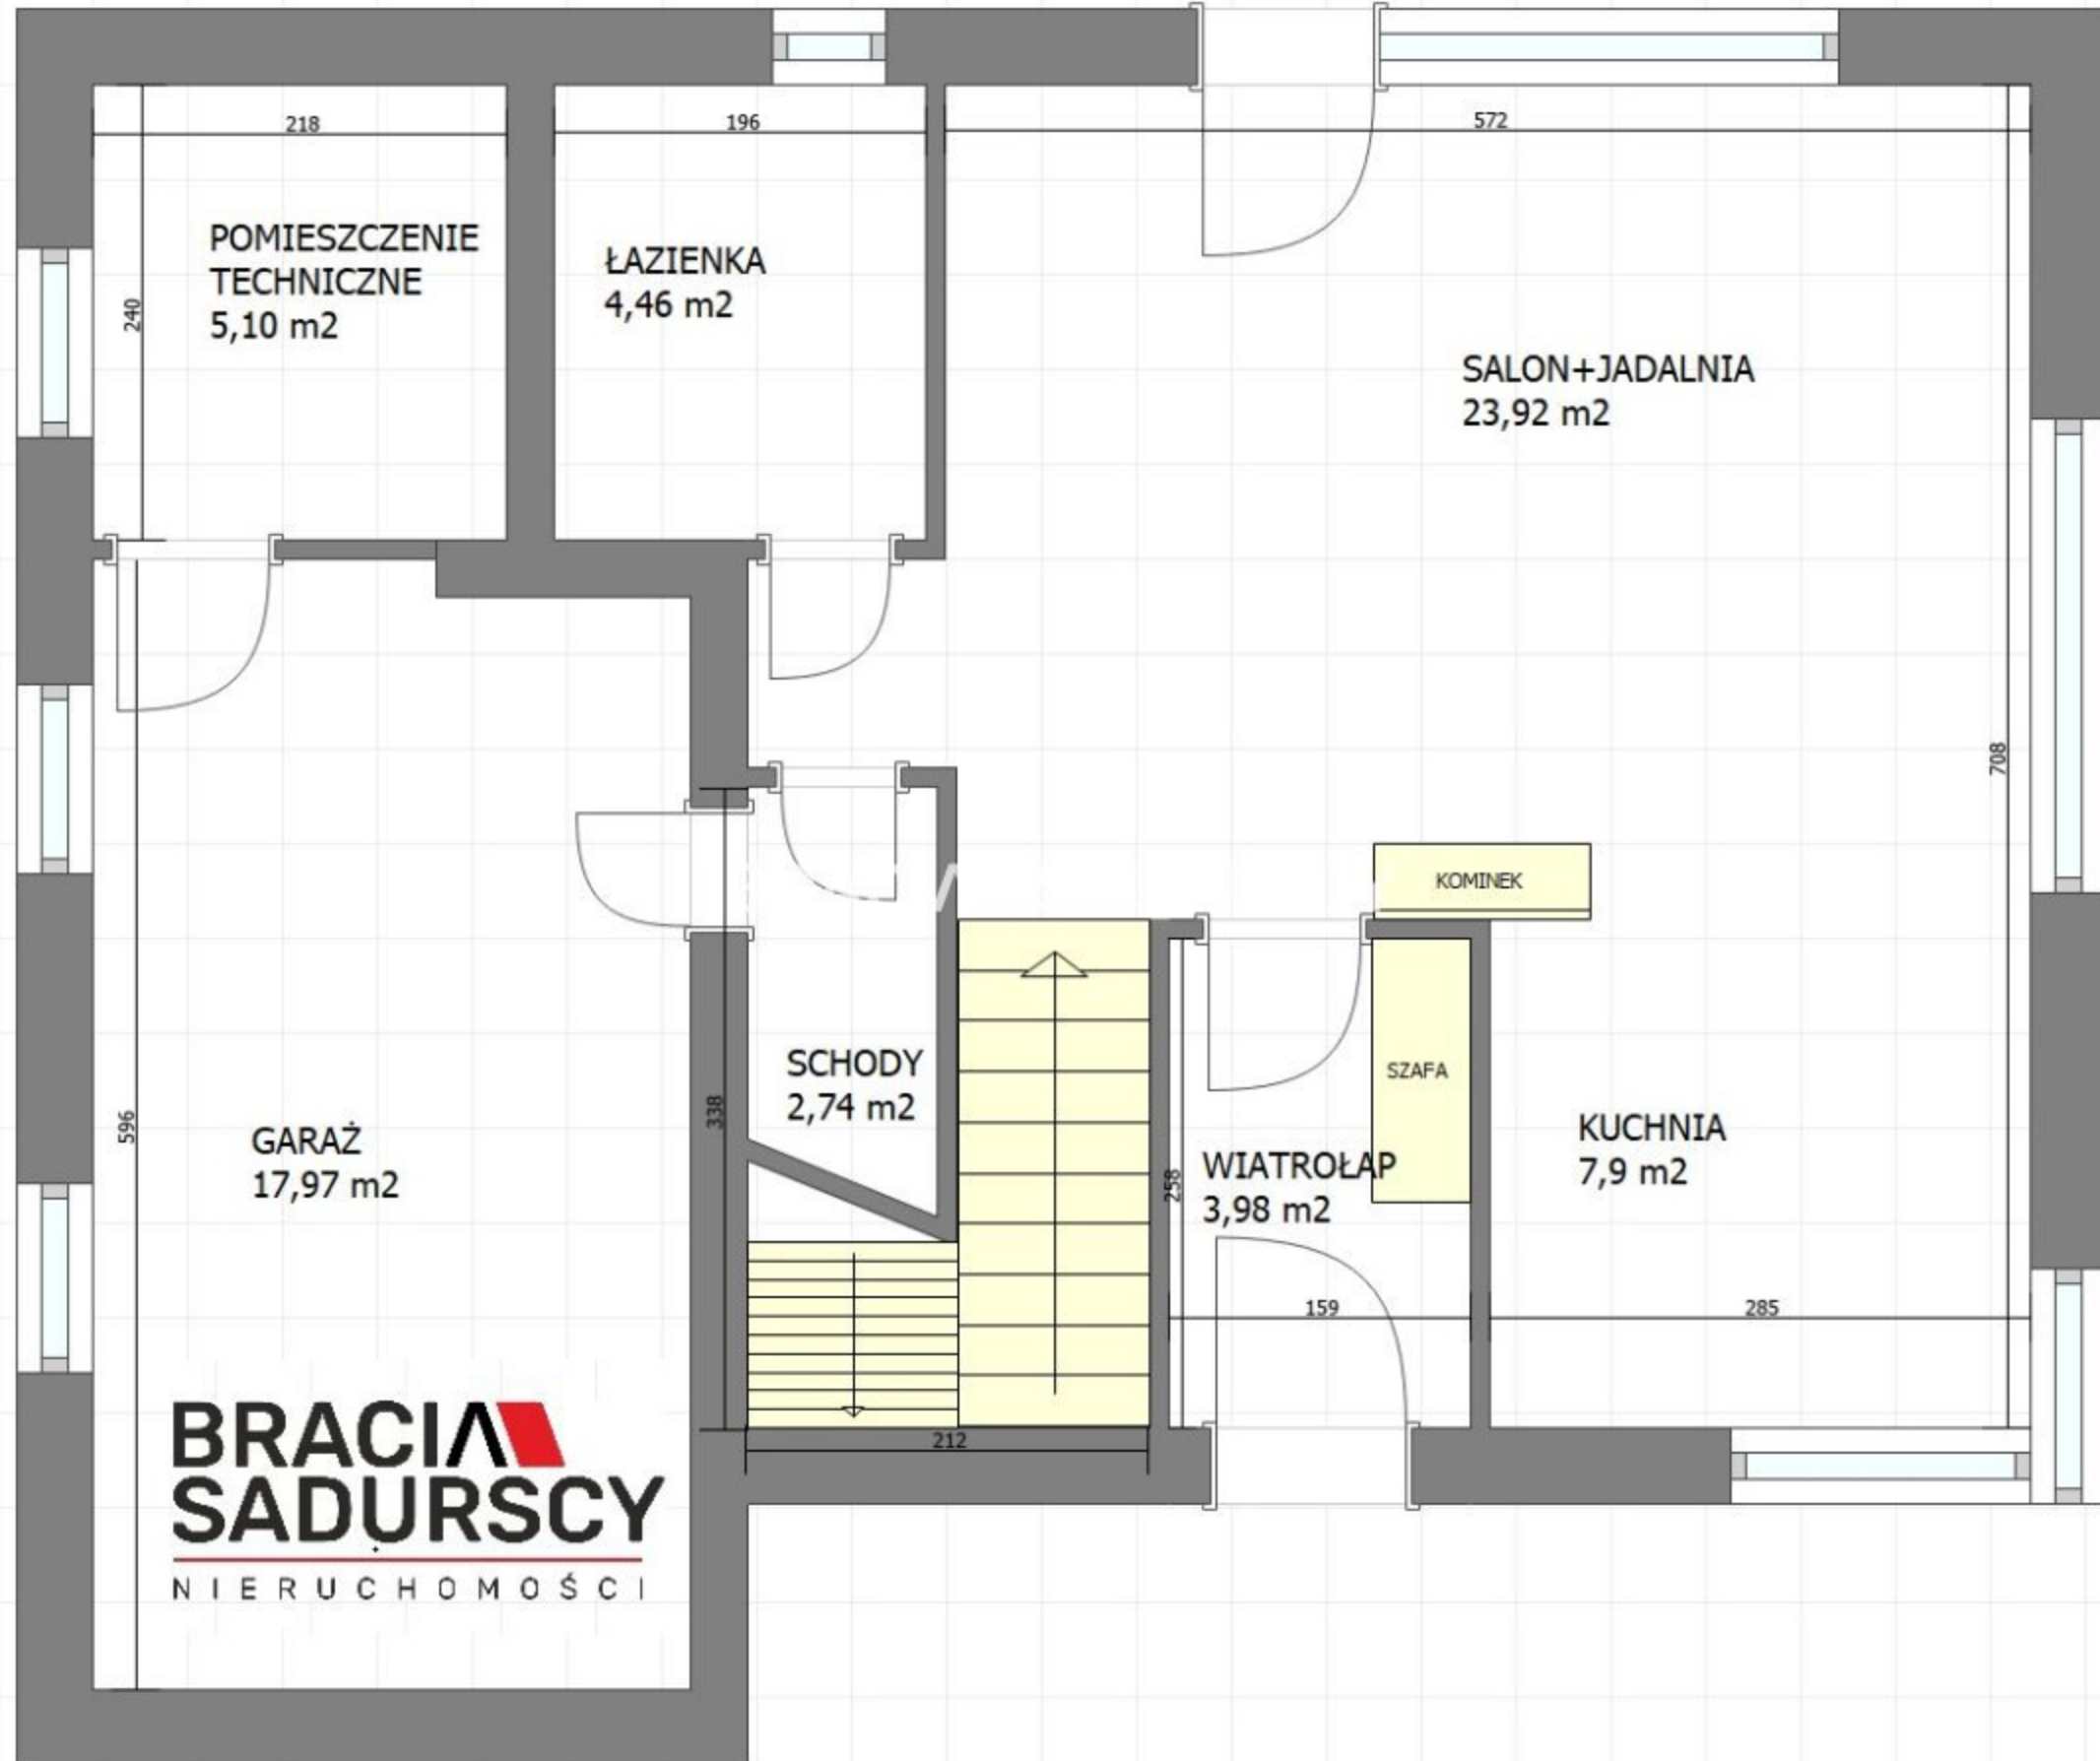 218
196
572
POMIESZCZENIE
TECHNICZNE
5,10 m2
240
ŁAZIENKA
4,46 m2
SALON+JADALNIA
23,92 m2
708
KOMINEK
SZAFA
SCHODY
2,74 m2
338
596
GARAŻ
17,97 m2
258
WIATROŁAP
3,98 m2
KUCHNIA
7,9 m2
159
285
212
BRACIA
SADURSCY
NIERUCHOMOŚCI